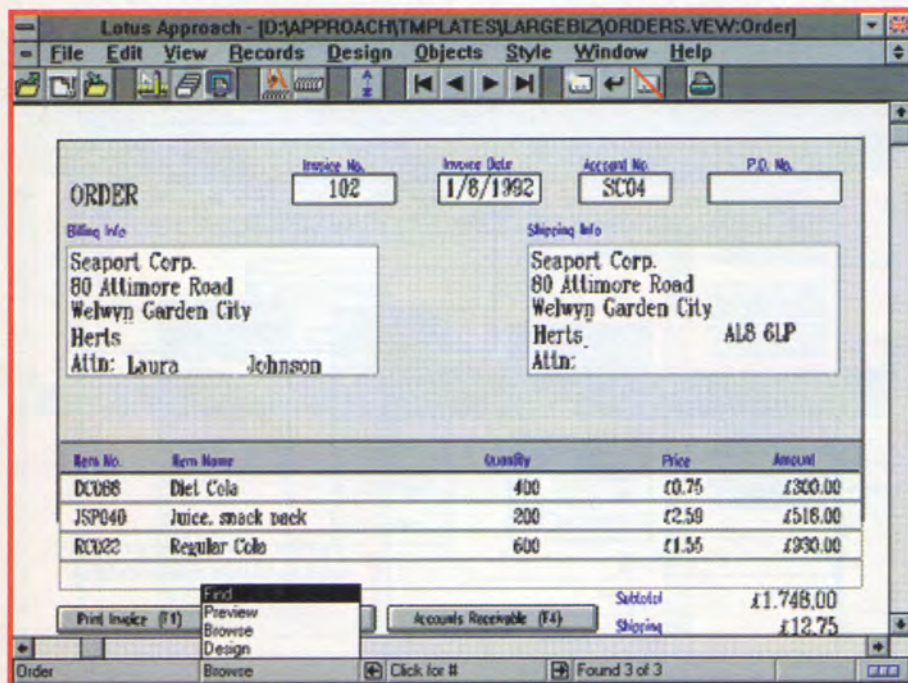 Lotus Approach - [D:\APPROACH\TMPLATES\LARGEBIZ\ORDERS.VEW:Order]
File Edit View Records Design Objects Style Window Help
Invoice No. Invoice Date Account No. P.O. No.
ORDER 102 1/8/1992 SC04
Billing Info Shipping Info
Seaport Corp. Seaport Corp.
80 Attimore Road 80 Attimore Road
Welwyn Garden City Welwyn Garden City
Herts Herts AL8 6LP
Attn: Laura Johnson Attn:
Item No. Item Name Quantity Price Amount
DC066 Diet Cola 400 £0.75 £300.00
JSP040 Juice, snack pack 200 £2.59 £518.00
RC022 Regular Cola 600 £1.55 £930.00
Find
Preview
Browse
Design
Subtotal £1,748.00
Print Invoice (F1) Accounts Receivable (F4)
Shipping £12.75
Order Browse Click for # Found 3 of 3